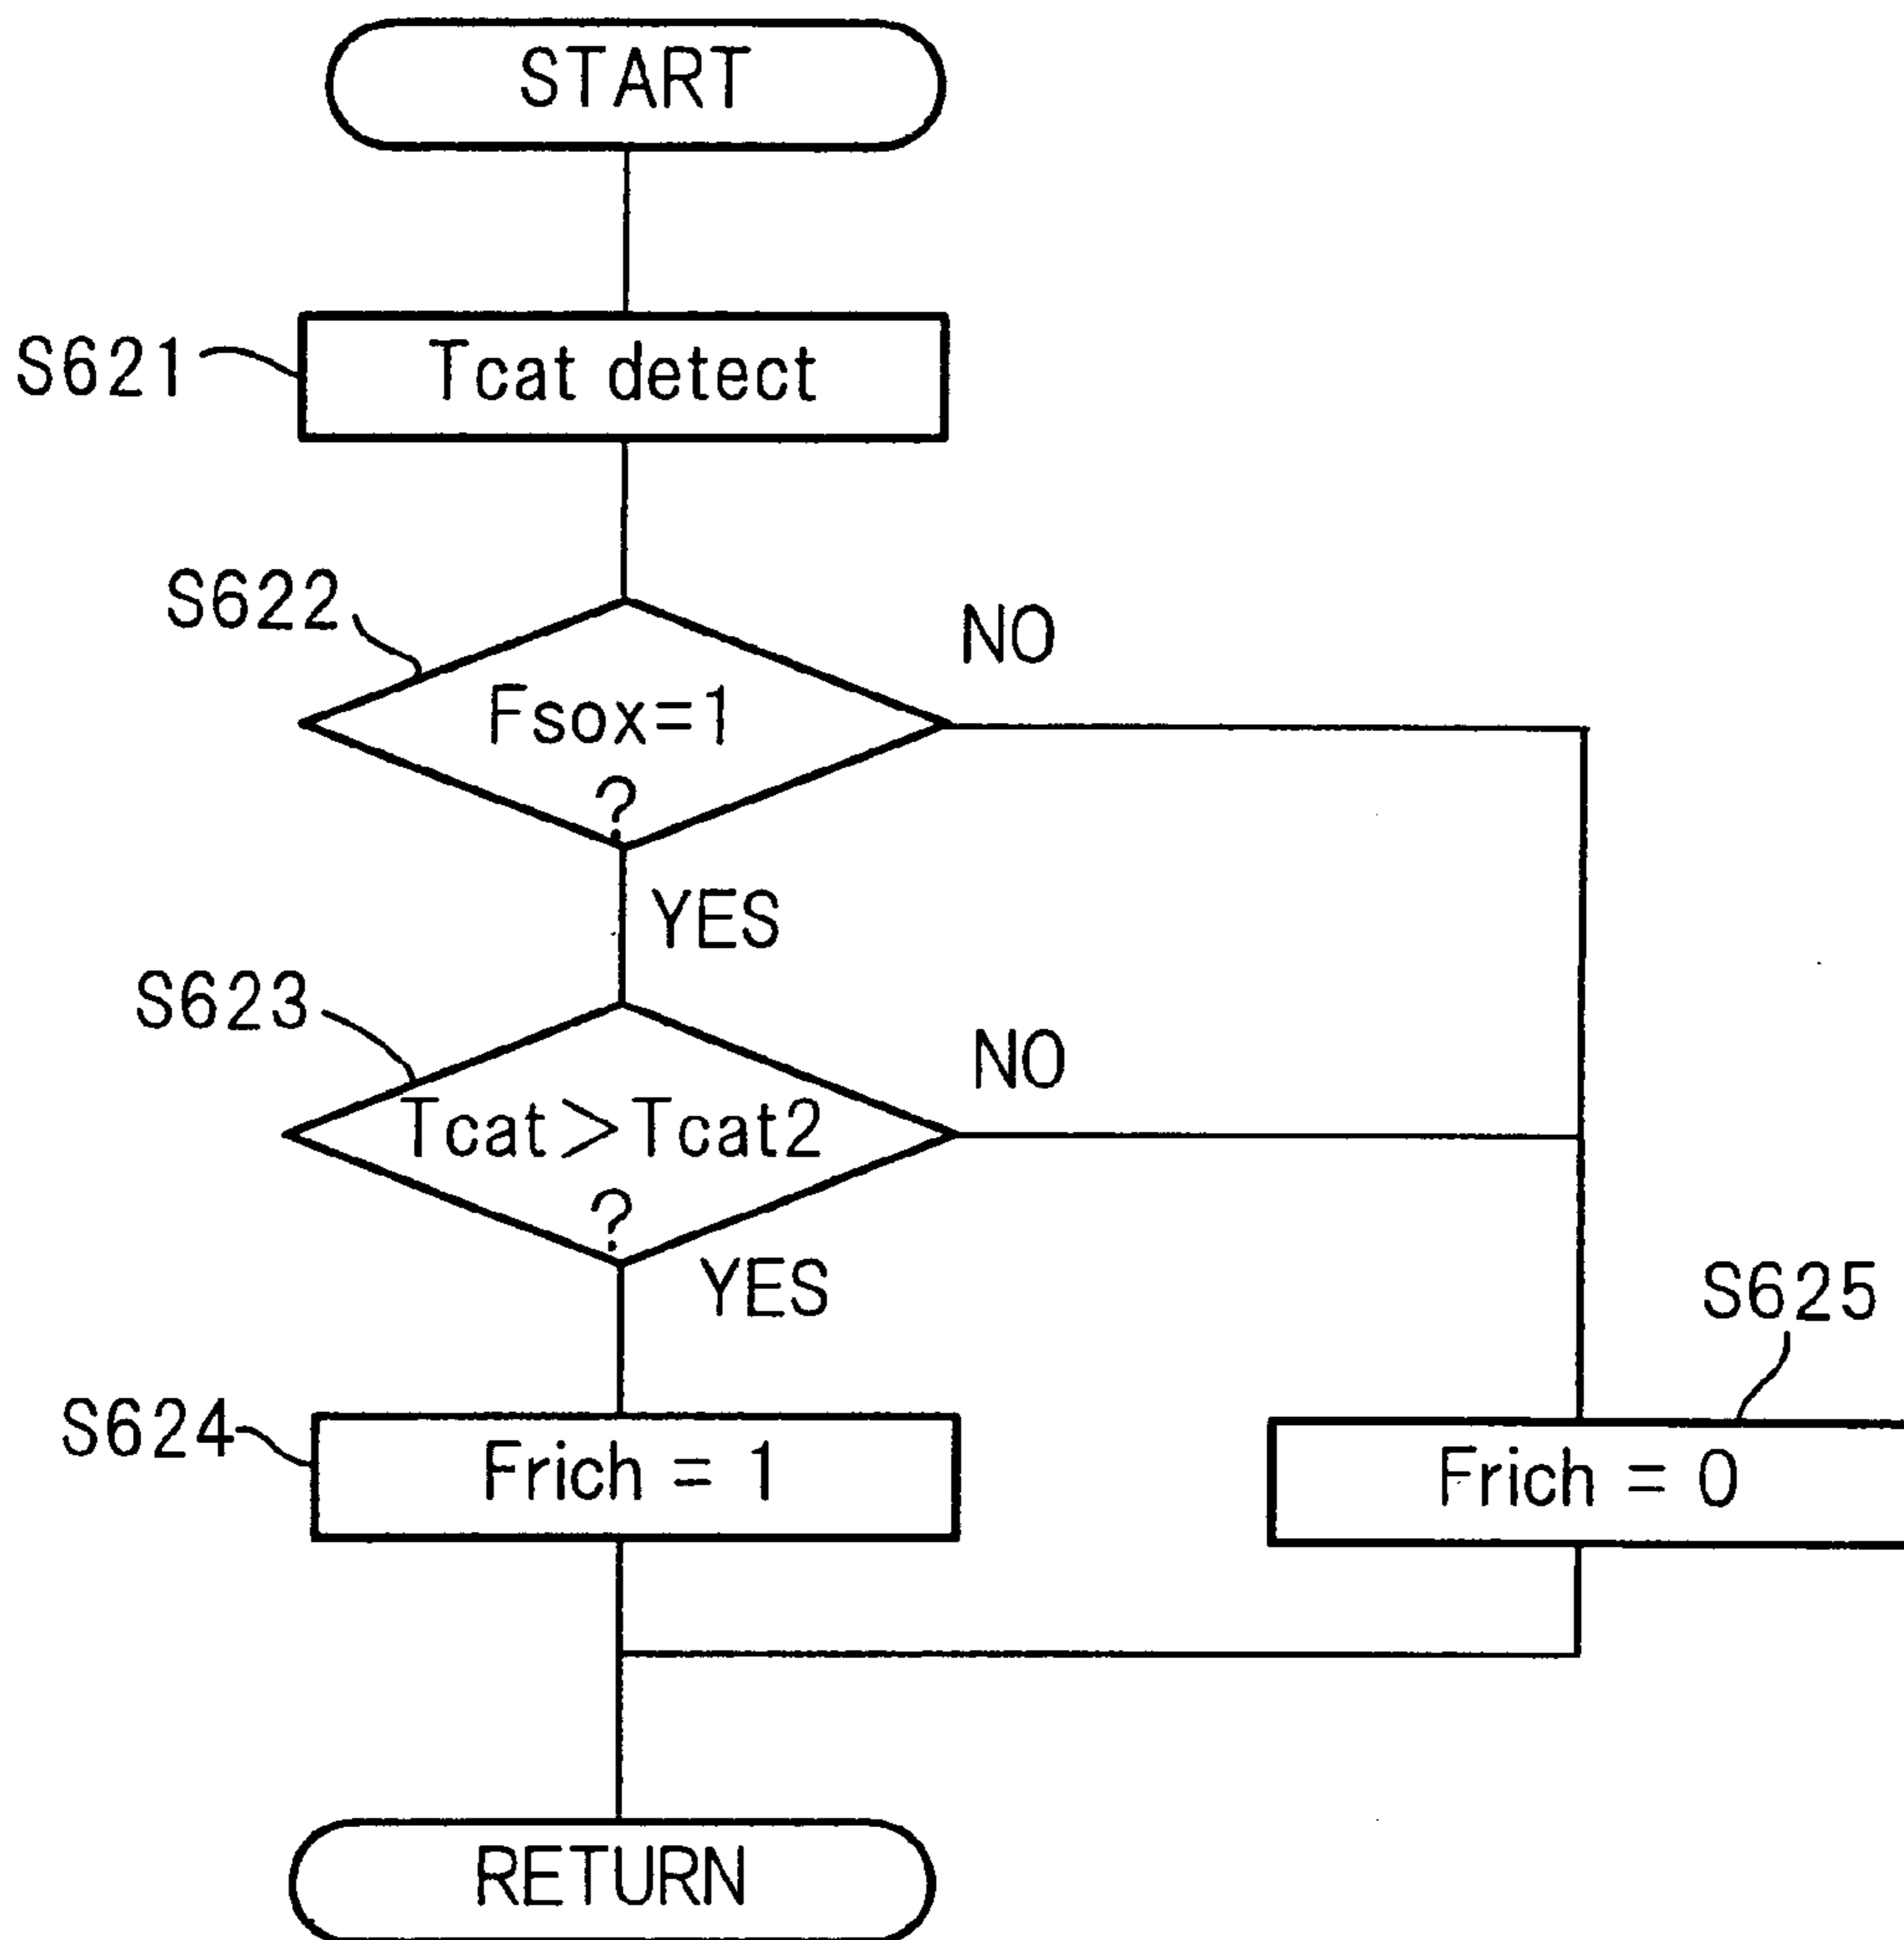 START
S621
Tcat detect
S622
NO
Fsox=1
?
YES
S623
NO
Tcat>Tcat2
?
YES
S625
S624
Frich = 1
Frich = 0
RETURN